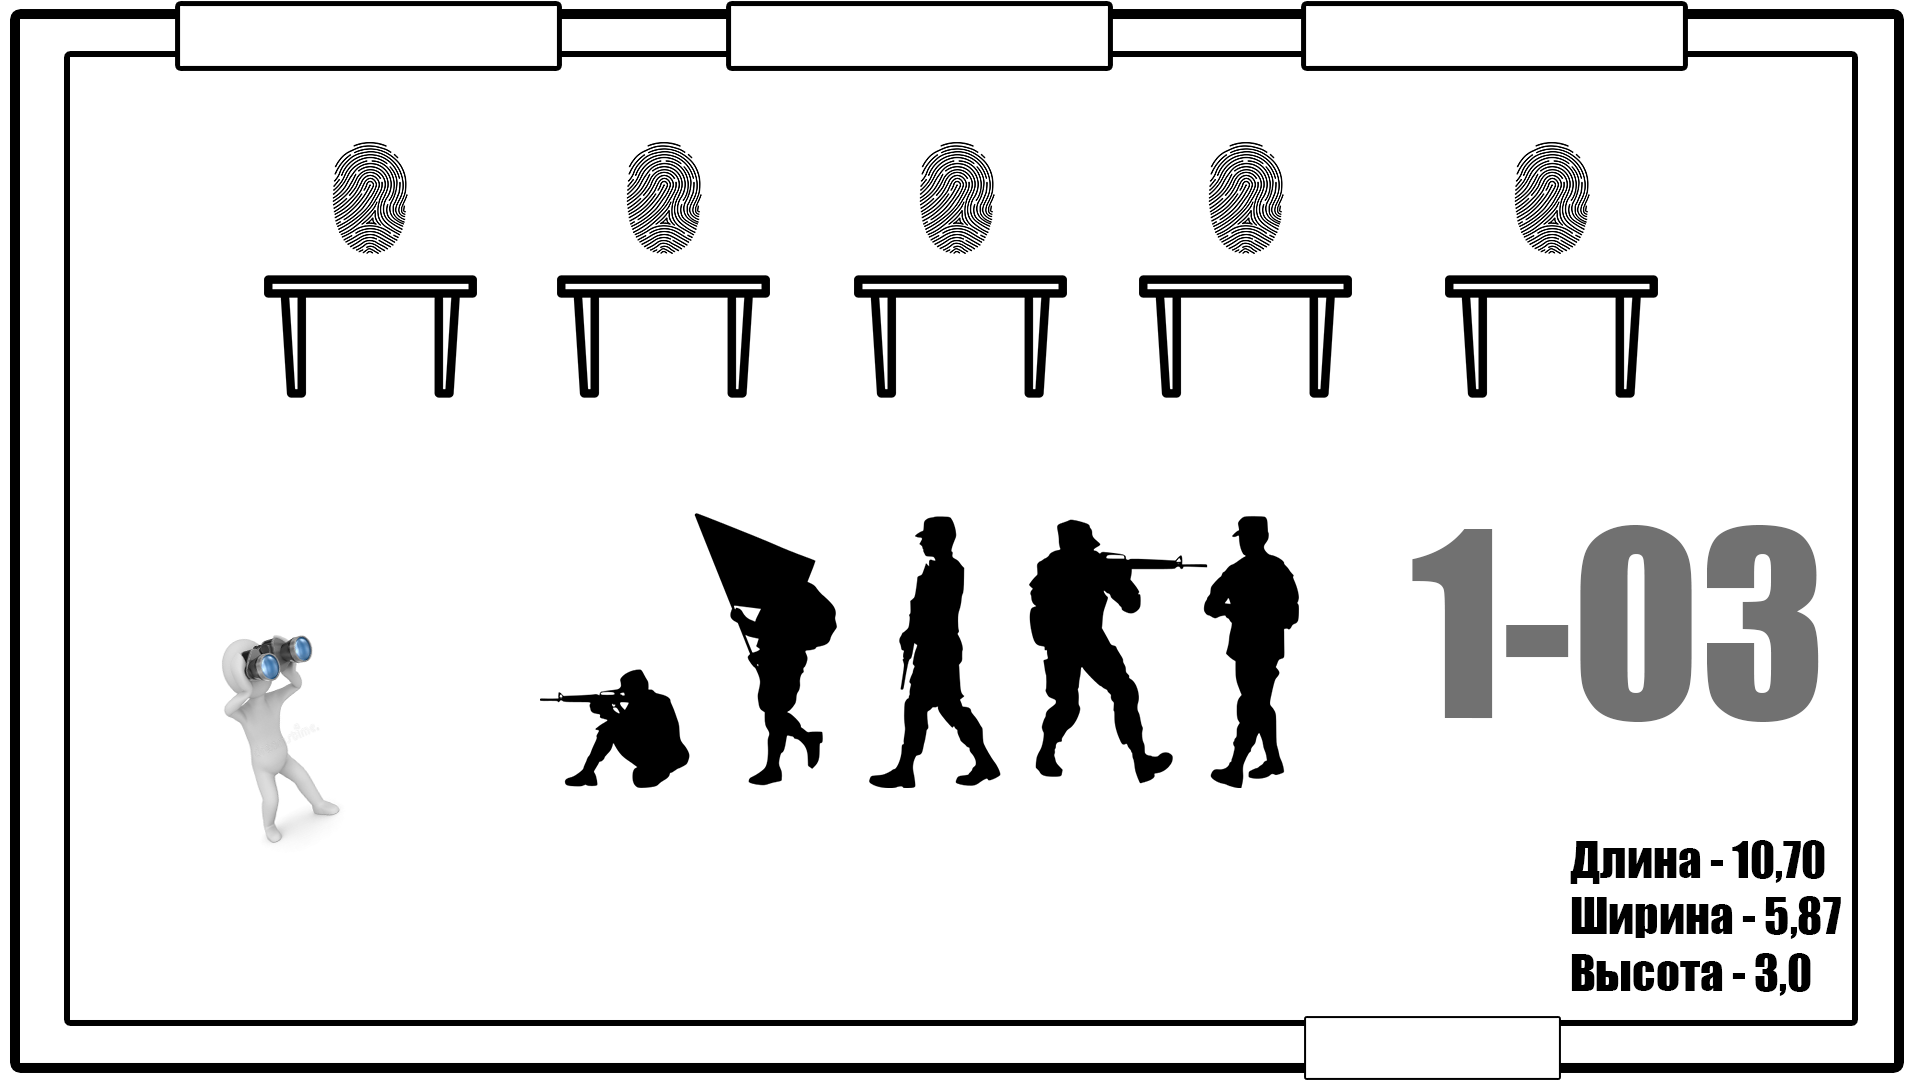 1-03
Длина - 10,70
Ширина - 5,87
Высота - 3,0